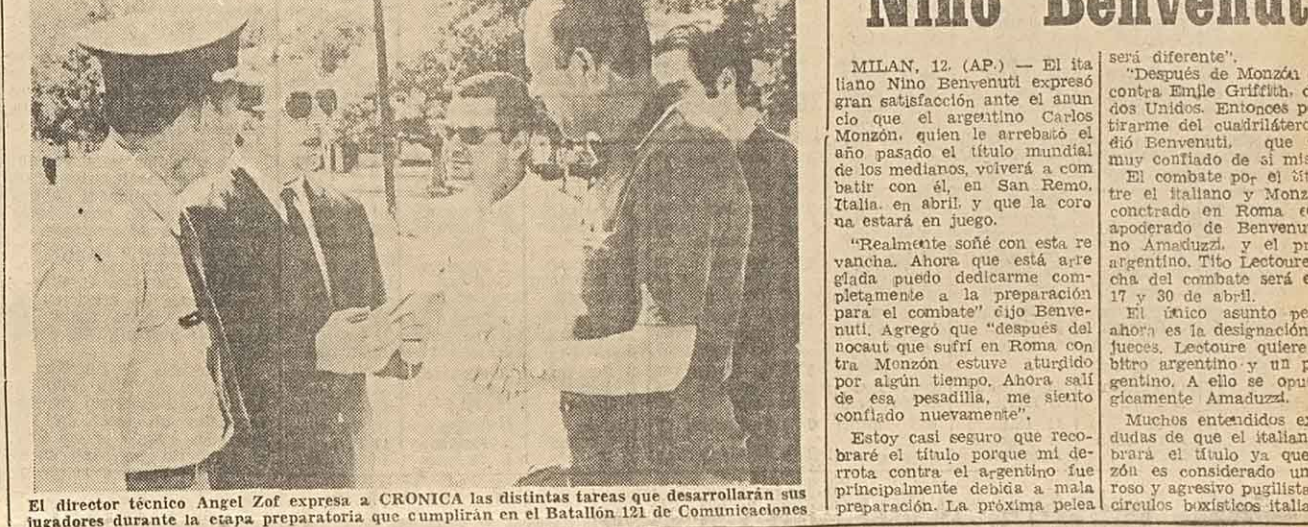 El director técnico Angel Zof expresa a CRONICA las distintas tareas que desarrollarán sus
jugadores durante la etapa preparatoria que cumplirán en el Batallón 121 de Comunicaciones
Nino Benvenut
MILAN, 12. (AP.) — El ita
liano Nino Benvenuti expresó
gran satisfacción ante el anun
cio que el argentino Carlos
Monzón, quien le arrebató el
año pasado el título mundial
de los medianos, volverá a com
batir con él, en San Remo,
Italia, en abril, y que la coro
na estará en juego.
"Realmente soñé con esta re
vancha. Ahora que está arre
glada puedo dedicarme com-
pletamente a la preparación
para el combate" dijo Benve-
nuti. Agregó que "después del
nocaut que sufrí en Roma con
tra Monzón estuve aturdido
por algún tiempo. Ahora salí
de esa pesadilla, me siento
confiado nuevamente".
Estoy casi seguro que reco-
braré el título porque mi de-
rrota contra el argentino fue
principalmente debida a mala
preparación. La próxima pelea
será diferente".
"Después de Monzón
contra Emile Griffith,
dos Unidos. Entonces p
tirarme del cuadrilátero
dió Benvenuti, que
muy confiado de si mis
El combate por el tít
tre el italiano y Monz
conctrado en Roma e
apoderado de Benvenu
no Amaduzzi, y el pr
argentino. Tito Lectoure
cha del combate será e
17 y 30 de abril.
El único asunto pe
ahora es la designación
jueces. Lectoure quiere
bitro argentino y un p
gentino. A ello se opu
gicamente Amaduzzi.
Muchos entendidos ex
dudas de que el italian
brará el título ya que
zón es considerado un
roso y agresivo pugilista
círculos boxísticos italia